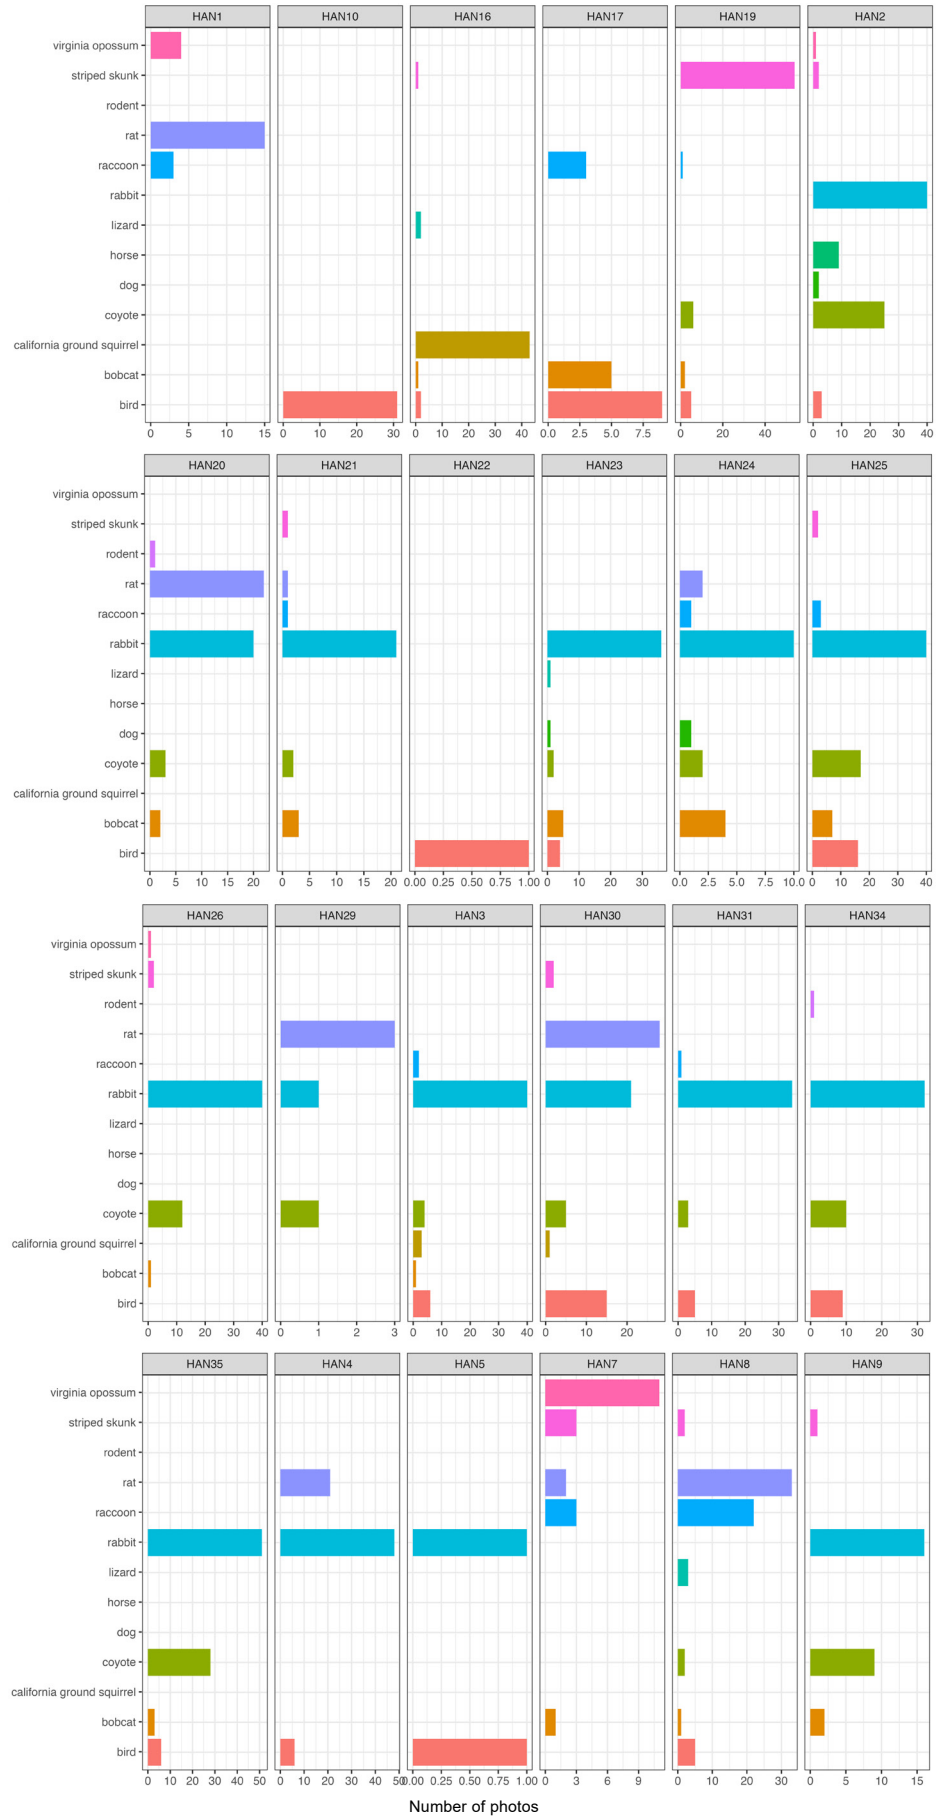 HAN1 HAN10 HAN16 HAN17 HAN19 HAN2
virginia opossum
striped skunk
rodent
rat
raccoon
rabbit
lizard
horse
dog
coyote
california ground squirrel
bobcat
bird
0 5 10 15 0 10 20 30 0 10 20 30 40 0.0 2.5 5.0 7.5 0 20 40 0 10 20 30 40
HAN20 HAN21 HAN22 HAN23 HAN24 HAN25
virginia opossum
striped skunk
rodent
rat
raccoon
rabbit
lizard
horse
dog
coyote
california ground squirrel
bobcat
bird
0 5 10 15 20 0 5 10 15 20 0.00 0.25 0.50 0.75 1.00 0 10 20 30 0.0 2.5 5.0 7.5 10.0 0 10 20 30 40
HAN26 HAN29 HAN3 HAN30 HAN31 HAN34
virginia opossum
striped skunk
rodent
rat
raccoon
rabbit
lizard
horse
dog
coyote
california ground squirrel
bobcat
bird
0 10 20 30 40 0 1 2 3 0 10 20 30 40 0 10 20 0 10 20 30 0 10 20 30
HAN35 HAN4 HAN5 HAN7 HAN8 HAN9
virginia opossum
striped skunk
rodent
rat
raccoon
rabbit
lizard
horse
dog
coyote
california ground squirrel
bobcat
bird
0 10 20 30 40 50 0 10 20 30 40 50 0.00 0.25 0.50 0.75 1.00 0 3 6 9 0 10 20 30 0 5 10 15
Number of photos